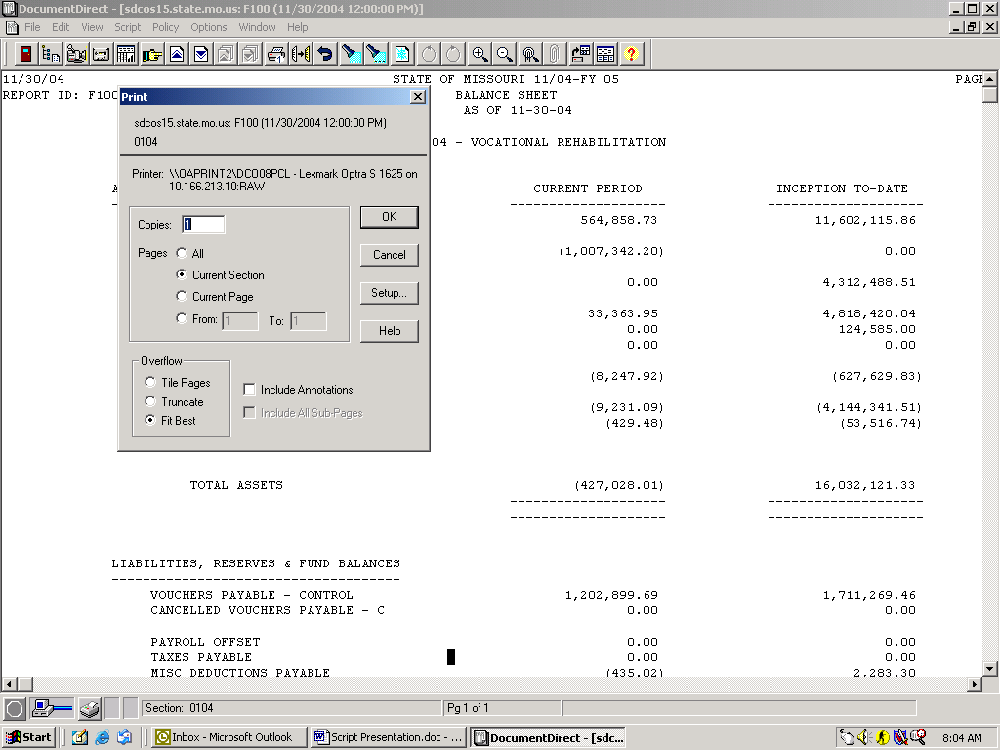 DocumentDirect - [sdcos15.state.mo.us: F100 (11/30/2004 12:00:00 PM)]
File Edit View Script Policy Options Window Help
11/30/04 STATE OF MISSOURI 11/04-FY 05 PAGE
REPORT ID: F100 BALANCE SHEET
AS OF 11-30-04
04 - VOCATIONAL REHABILITATION
Print
sdcos15.state.mo.us: F100 (11/30/2004 12:00:00 PM)
0104
Printer: \\OAPRINT2\DCO08PCL - Lexmark Optra S 1625 on
10.166.213.10:RAW
Copies: 1
Pages All
Current Section
Current Page
From: 1 To: 1
OK
Cancel
Setup...
Help
Overflow
Tile Pages
Truncate
Fit Best
Include Annotations
Include All Sub-Pages
CURRENT PERIOD INCEPTION TO-DATE
-------------------- --------------------
564,858.73 11,602,115.86
(1,007,342.20) 0.00
0.00 4,312,488.51
33,363.95 4,818,420.04
0.00 124,585.00
0.00 0.00
(8,247.92) (627,629.83)
(9,231.09) (4,144,341.51)
(429.48) (53,516.74)
TOTAL ASSETS (427,028.01) 16,032,121.33
-------------------- --------------------
-------------------- --------------------
LIABILITIES, RESERVES & FUND BALANCES
-------------------------------------
VOUCHERS PAYABLE - CONTROL 1,202,899.69 1,711,269.46
CANCELLED VOUCHERS PAYABLE - C 0.00 0.00
PAYROLL OFFSET 0.00 0.00
TAXES PAYABLE 0.00 0.00
MISC DEDUCTIONS PAYABLE (435.02) 2,283.30
Section: 0104 Pg 1 of 1
Start Inbox - Microsoft Outlook Script Presentation.doc - ... DocumentDirect - [sdc... 8:04 AM